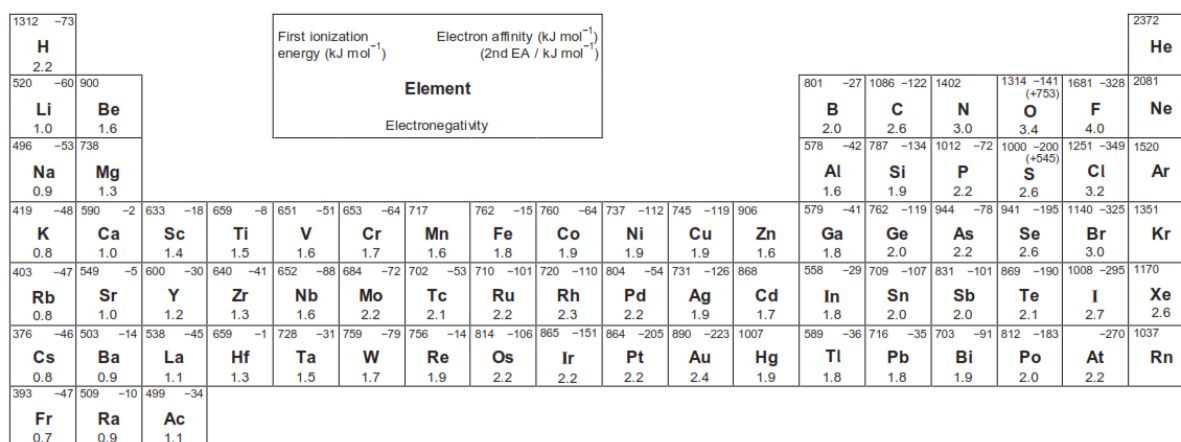 1312 −73 2372
First ionization energy (kJ mol⁻¹) Electron affinity (kJ mol⁻¹) (2nd EA / kJ mol⁻¹)
H He
2.2
Element
Electronegativity
520 −60 900 801 −27 1086 −122 1402 1314 −141 (+753) 1681 −328 2081
Li Be B C N O F Ne
1.0 1.6 2.0 2.6 3.0 3.4 4.0
496 −53 738 578 −42 787 −134 1012 −72 1000 −200 (+545) 1251 −349 1520
Na Mg Al Si P S Cl Ar
0.9 1.3 1.6 1.9 2.2 2.6 3.2
419 −48 590 −2 633 −18 659 −8 651 −51 653 −64 717 762 −15 760 −64 737 −112 745 −119 906 579 −41 762 −119 944 −78 941 −195 1140 −325 1351
K Ca Sc Ti V Cr Mn Fe Co Ni Cu Zn Ga Ge As Se Br Kr
0.8 1.0 1.4 1.5 1.6 1.7 1.6 1.8 1.9 1.9 1.9 1.6 1.8 2.0 2.2 2.6 3.0
403 −47 549 −5 600 −30 640 −41 652 −88 684 −72 702 −53 710 −101 720 −110 804 −54 731 −126 868 558 −29 709 −107 831 −101 869 −190 1008 −295 1170
Rb Sr Y Zr Nb Mo Tc Ru Rh Pd Ag Cd In Sn Sb Te I Xe
0.8 1.0 1.2 1.3 1.6 2.2 2.1 2.2 2.3 2.2 1.9 1.7 1.8 2.0 2.0 2.1 2.7 2.6
376 −46 503 −14 538 −45 659 −1 728 −31 759 −79 756 −14 814 −106 865 −151 864 −205 890 −223 1007 589 −36 716 −35 703 −91 812 −183 −270 1037
Cs Ba La Hf Ta W Re Os Ir Pt Au Hg Tl Pb Bi Po At Rn
0.8 0.9 1.1 1.3 1.5 1.7 1.9 2.2 2.2 2.2 2.4 1.9 1.8 1.8 1.9 2.0 2.2
393 −47 509 −10 499 −34
Fr Ra Ac
0.7 0.9 1.1